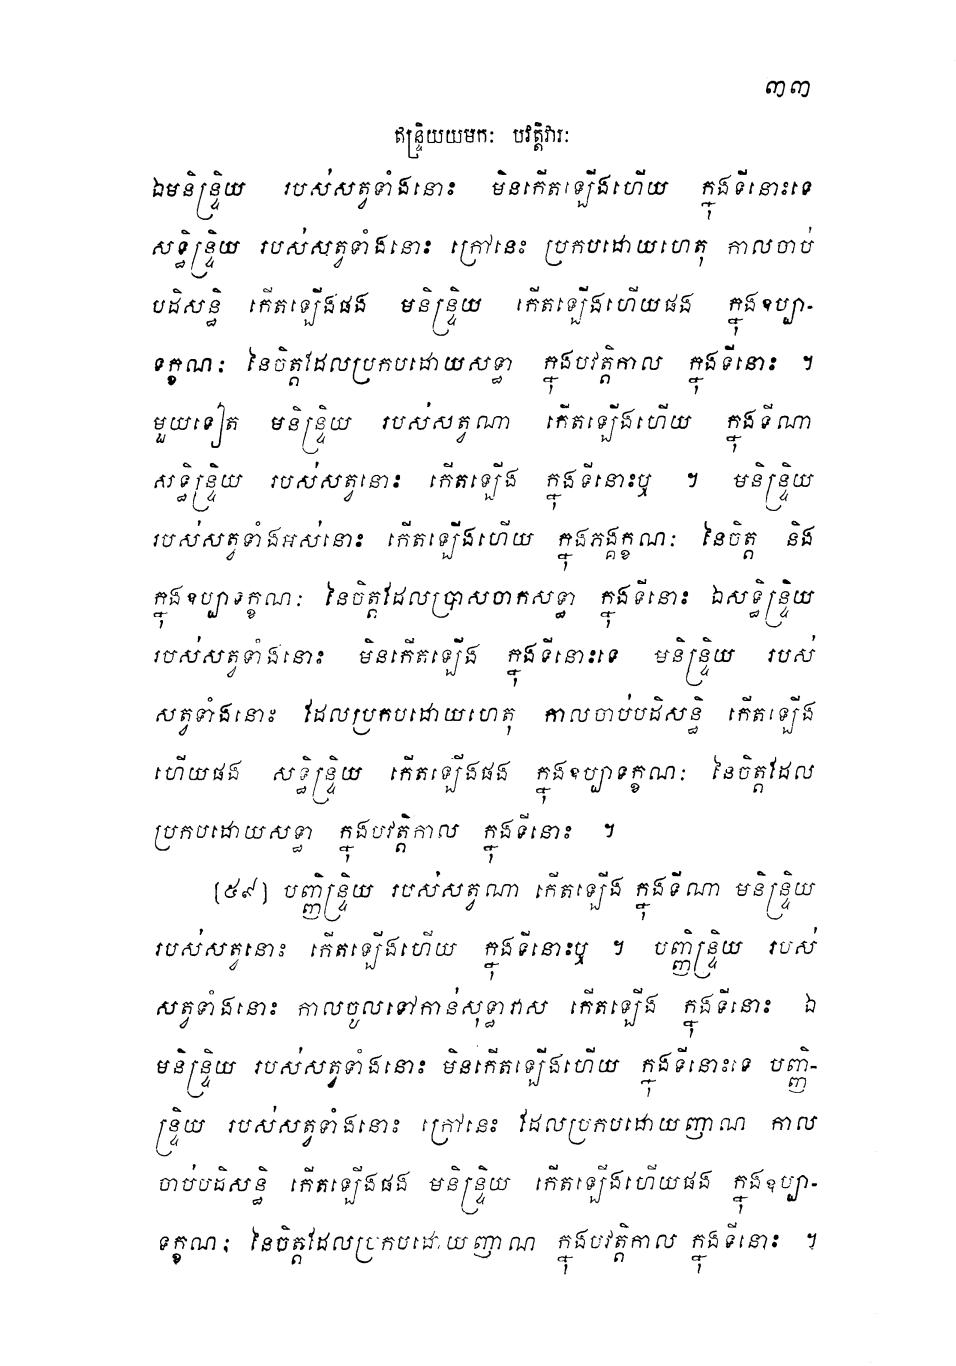 ៣៣
ឥន្ទ្រិយយមកៈ បវត្តិវារៈ
ឯមនិន្ទ្រិយ របស់សត្វទាំងនោះ មិនកើតឡើងហើយ ក្នុងទីនោះទេ
សទ្ធិន្ទ្រិយ របស់សត្វទាំងនោះ ក្រៅនេះ ប្រកបដោយហេតុ កាលចាប់
បដិសន្ធិ កើតឡើងផង មនិន្ទ្រិយ កើតឡើងហើយផង ក្នុងឧប្បា-
ទក្ខណៈ នៃចិត្តដែលប្រកបដោយសទ្ធា ក្នុងបវត្តិកាល ក្នុងទីនោះ ។
មួយទៀត មនិន្ទ្រិយ របស់សត្វណា កើតឡើងហើយ ក្នុងទីណា
សទ្ធិន្ទ្រិយ របស់សត្វនោះ កើតឡើង ក្នុងទីនោះឬ ។ មនិន្ទ្រិយ
របស់សត្វទាំងអស់នោះ កើតឡើងហើយ ក្នុងភង្គក្ខណៈ នៃចិត្ត និង
ក្នុងឧប្បាទក្ខណៈ នៃចិត្តដែលប្រាសចាកសទ្ធា ក្នុងទីនោះ ឯសទ្ធិន្ទ្រិយ
របស់សត្វទាំងនោះ មិនកើតឡើង ក្នុងទីនោះទេ មនិន្ទ្រិយ របស់
សត្វទាំងនោះ ដែលប្រកបដោយហេតុ កាលចាប់បដិសន្ធិ កើតឡើង
ហើយផង សទ្ធិន្ទ្រិយ កើតឡើងផង ក្នុងឧប្បាទក្ខណៈ នៃចិត្តដែល
ប្រកបដោយសទ្ធា ក្នុងបវត្តិកាល ក្នុងទីនោះ ។
(៥៩) បញ្ញិន្ទ្រិយ របស់សត្វណា កើតឡើង ក្នុងទីណា មនិន្ទ្រិយ
របស់សត្វនោះ កើតឡើងហើយ ក្នុងទីនោះឬ ។ បញ្ញិន្ទ្រិយ របស់
សត្វទាំងនោះ កាលចូលទៅកាន់សុទ្ធាវាស កើតឡើង ក្នុងទីនោះ ឯ
មនិន្ទ្រិយ របស់សត្វទាំងនោះ មិនកើតឡើងហើយ ក្នុងទីនោះទេ បញ្ញិ-
ន្ទ្រិយ របស់សត្វទាំងនោះ ក្រៅនេះ ដែលប្រកបដោយញាណ កាល
ចាប់បដិសន្ធិ កើតឡើងផង មនិន្ទ្រិយ កើតឡើងហើយផង ក្នុងឧប្បា-
ទក្ខណៈ នៃចិត្តដែលប្រកបដោយញាណ ក្នុងបវត្តិកាល ក្នុងទីនោះ ។